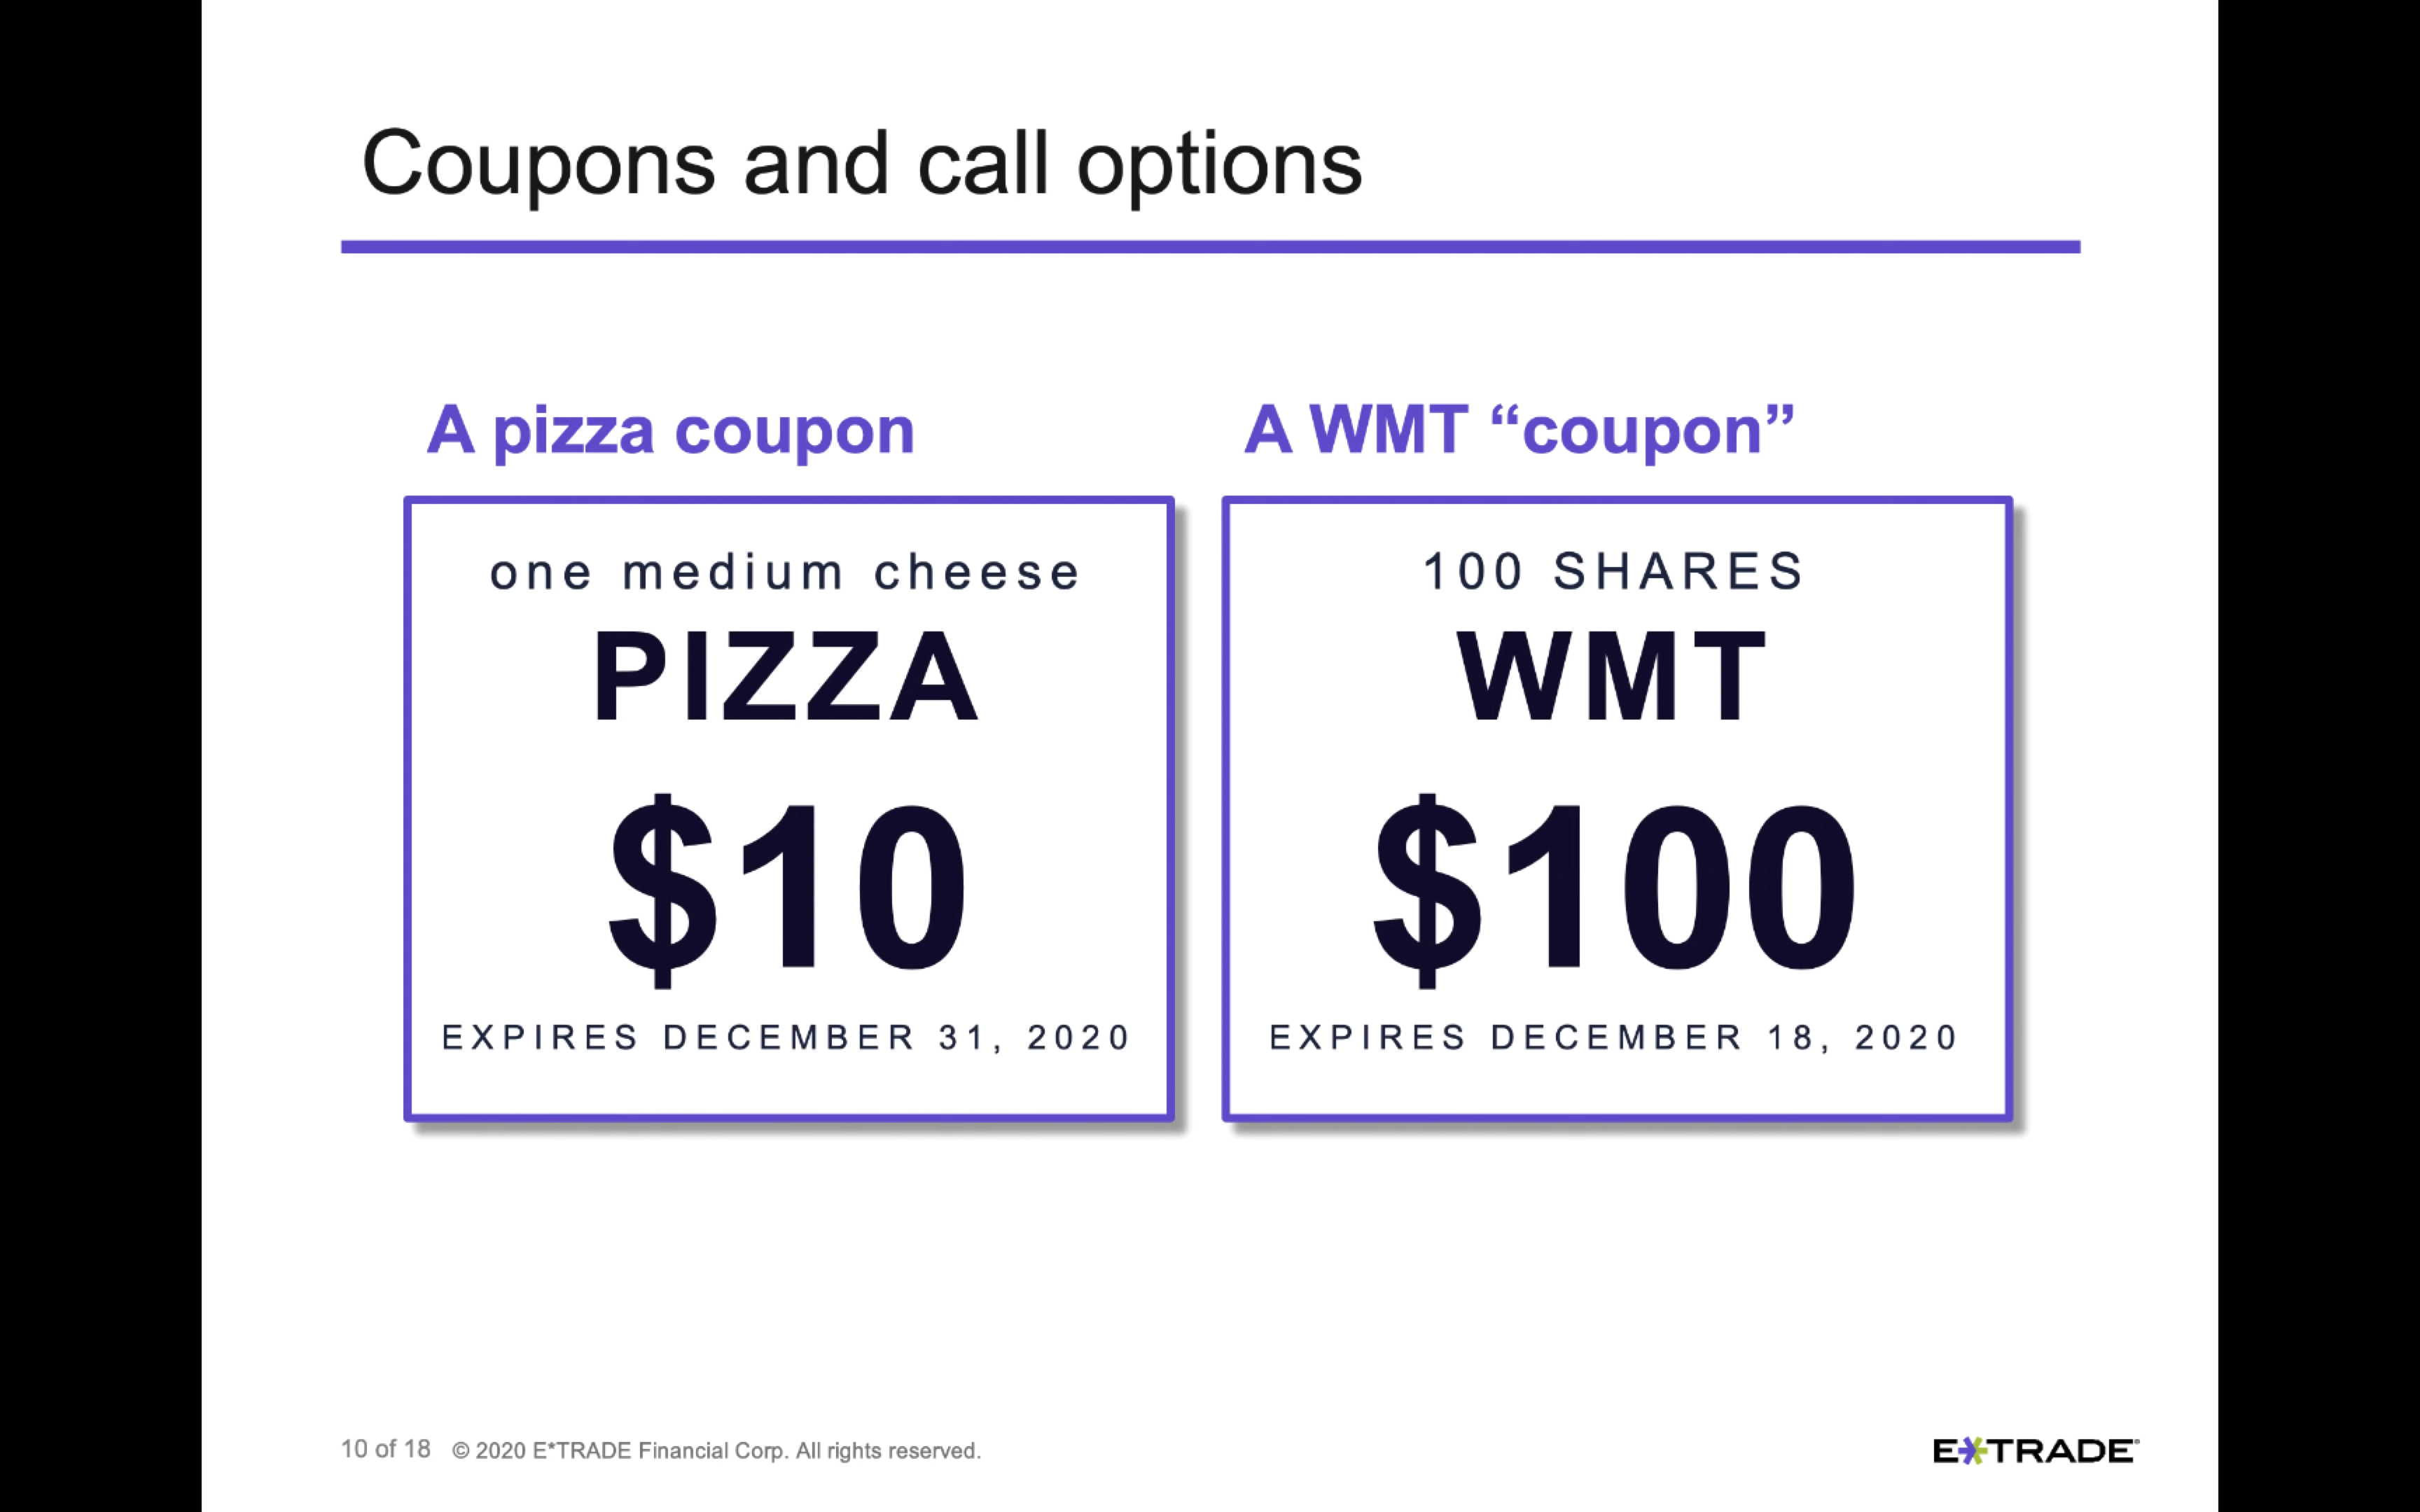 Coupons and call options
A pizza coupon
one medium cheese
PIZZA
$10
EXPIRES DECEMBER 31, 2020
A WMT “coupon”
100 SHARES
WMT
$100
EXPIRES DECEMBER 18, 2020
10 of 18 © 2020 E*TRADE Financial Corp. All rights reserved.
E*TRADE®